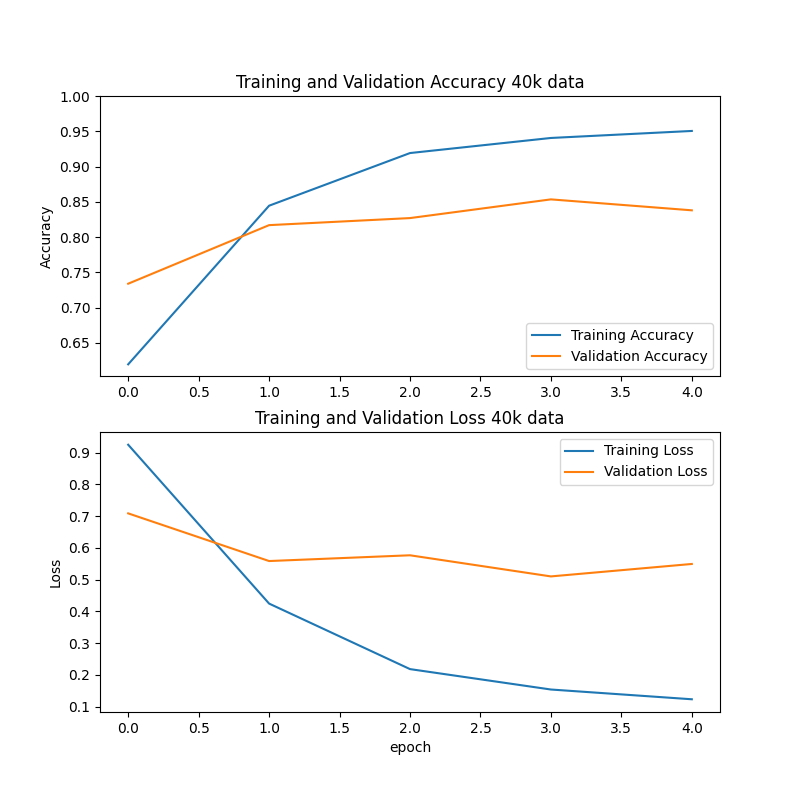 Training and Validation Accuracy 40k data
1.00
0.95
0.90
0.85
0.80
0.75
0.70
0.65
Accuracy
Training Accuracy
Validation Accuracy
0.0 0.5 1.0 1.5 2.0 2.5 3.0 3.5 4.0
Training and Validation Loss 40k data
0.9
0.8
0.7
0.6
0.5
0.4
0.3
0.2
0.1
Loss
Training Loss
Validation Loss
0.0 0.5 1.0 1.5 2.0 2.5 3.0 3.5 4.0
epoch